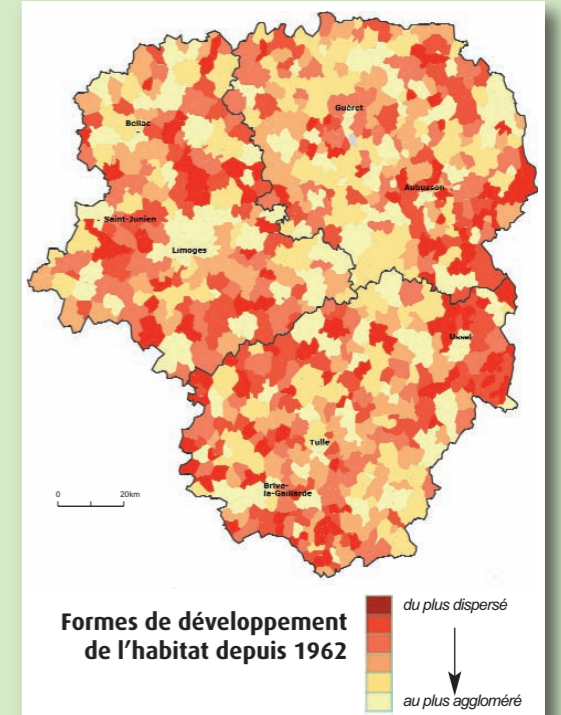 Guéret
Bellac
Aubusson
Saint-Junien
Limoges
Ussel
Tulle
Brive-
la-Gaillarde
0 20km
Formes de développement
de l'habitat depuis 1962
du plus dispersé
au plus aggloméré